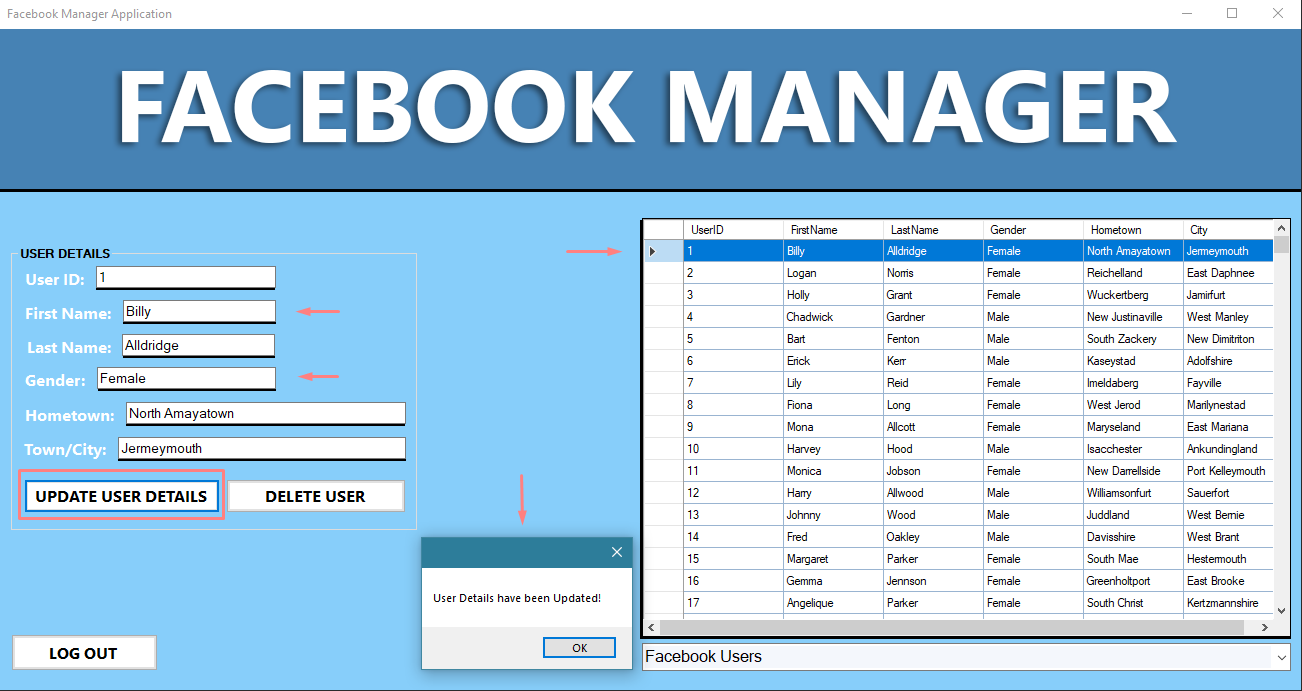 Facebook Manager Application
FACEBOOK MANAGER
USER DETAILS
User ID: 1
First Name: Billy
Last Name: Alldridge
Gender: Female
Hometown: North Amayatown
Town/City: Jermeymouth
UPDATE USER DETAILS DELETE USER
LOG OUT
User Details have been Updated!
OK
UserID FirstName LastName Gender Hometown City
1 Billy Alldridge Female North Amayatown Jermeymouth
2 Logan Norris Female Reichelland East Daphnee
3 Holly Grant Female Wuckertberg Jamirfurt
4 Chadwick Gardner Male New Justinaville West Manley
5 Bart Fenton Male South Zackery New Dimitriton
6 Erick Kerr Male Kaseystad Adolfshire
7 Lily Reid Female Imeldaberg Fayville
8 Fiona Long Female West Jerod Marilynestad
9 Mona Allcott Female Maryseland East Mariana
10 Harvey Hood Male Isacchester Ankundingland
11 Monica Jobson Female New Darrellside Port Kelleymouth
12 Harry Allwood Male Williamsonfurt Sauerfort
13 Johnny Wood Male Juddland West Bernie
14 Fred Oakley Male Davisshire West Brant
15 Margaret Parker Female South Mae Hestermouth
16 Gemma Jennson Female Greenholtport East Brooke
17 Angelique Parker Female South Christ Kertzmannshire
Facebook Users